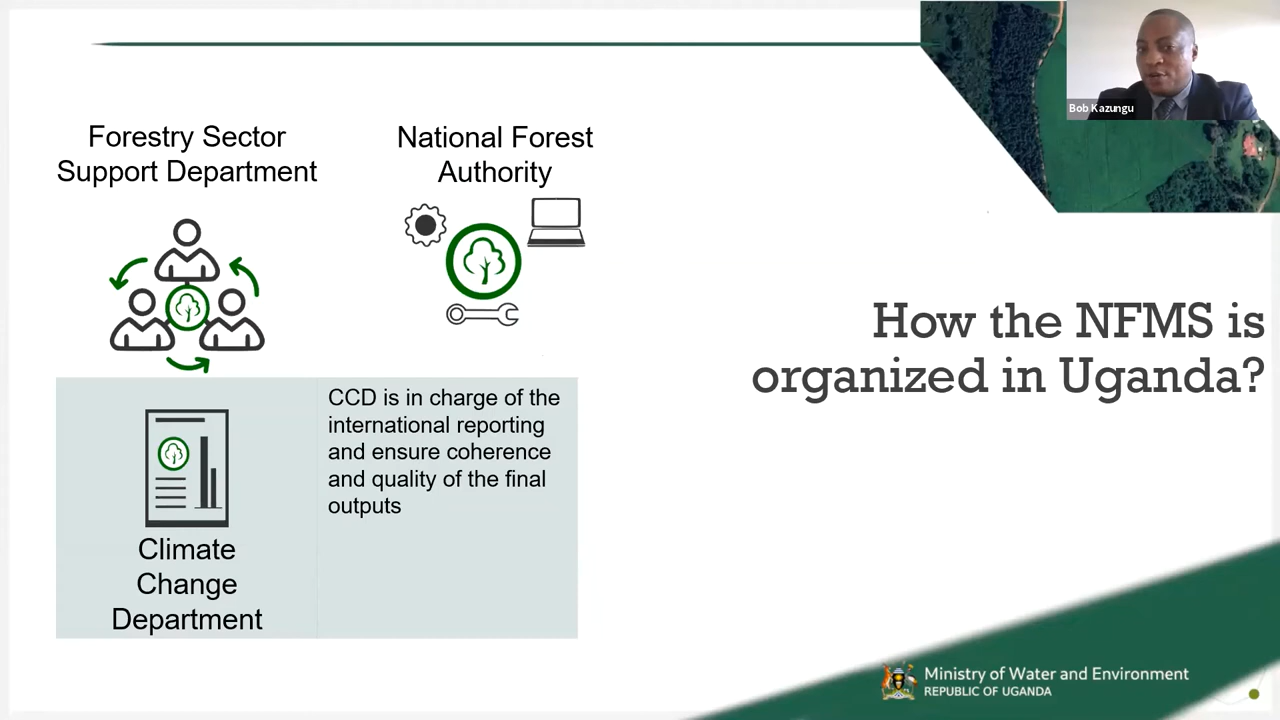 Forestry Sector
Support Department
National Forest
Authority
Bob Kazungu
How the NFMS is
organized in Uganda?
CCD is in charge of the
international reporting
and ensure coherence
and quality of the final
outputs
Climate
Change
Department
Ministry of Water and Environment
REPUBLIC OF UGANDA